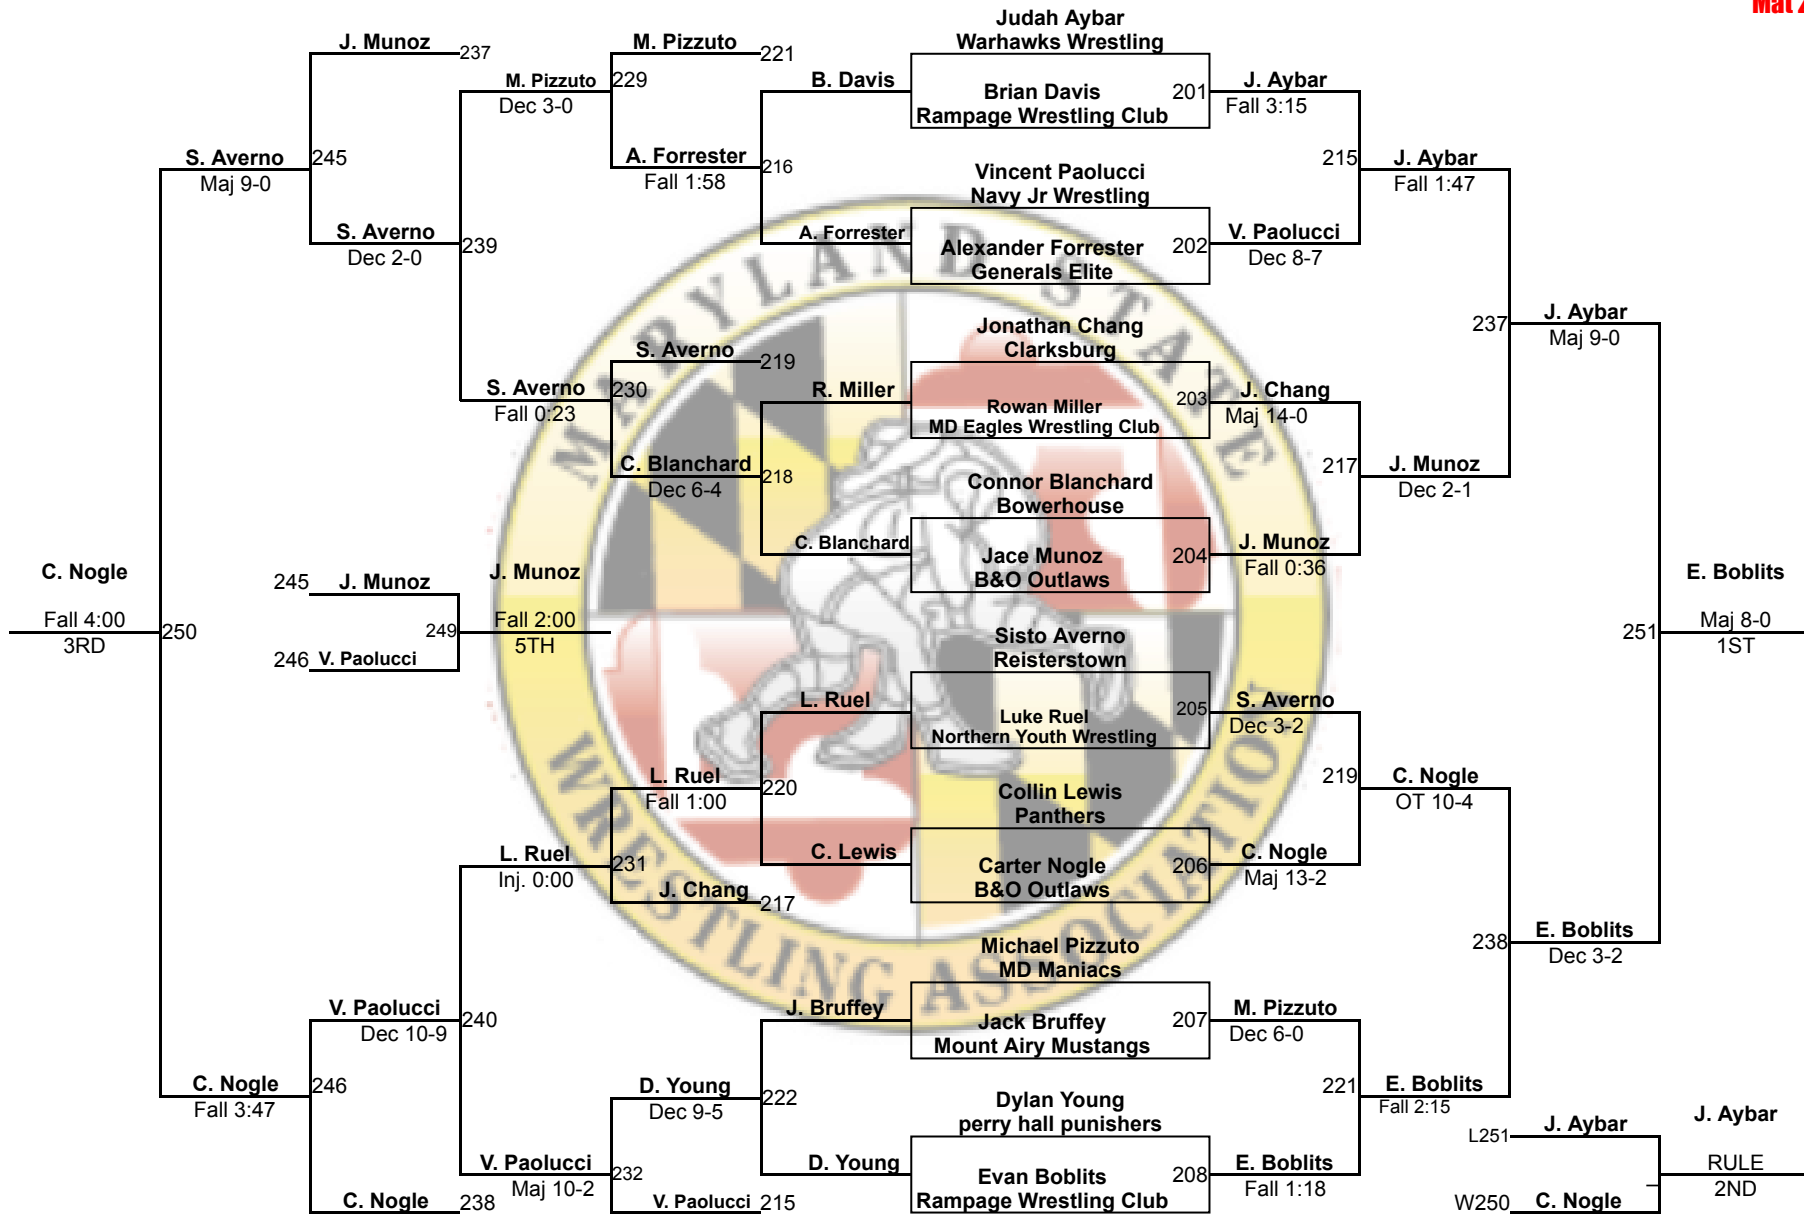 Mat 2
Judah Aybar
Warhawks Wrestling
J. Munoz
237
M. Pizzuto
221
M. Pizzuto
229
Dec 3-0
B. Davis
Brian Davis
Rampage Wrestling Club
201
J. Aybar
Fall 3:15
S. Averno
245
Maj 9-0
A. Forrester
216
Fall 1:58
Vincent Paolucci
Navy Jr Wrestling
215
J. Aybar
Fall 1:47
S. Averno
239
Dec 2-0
A. Forrester
Alexander Forrester
Generals Elite
202
V. Paolucci
Dec 8-7
Jonathan Chang
Clarksburg
237
J. Aybar
Maj 9-0
S. Averno
219
S. Averno
230
Fall 0:23
R. Miller
Rowan Miller
MD Eagles Wrestling Club
203
J. Chang
Maj 14-0
C. Blanchard
218
Dec 6-4
Connor Blanchard
Bowerhouse
217
J. Munoz
Dec 2-1
C. Blanchard
Jace Munoz
B&O Outlaws
204
J. Munoz
Fall 0:36
C. Nogle
Fall 4:00
3RD
250
245
J. Munoz
249
246
V. Paolucci
J. Munoz
Fall 2:00
5TH
Sisto Averno
Reisterstown
E. Boblits
251
Maj 8-0
1ST
L. Ruel
Luke Ruel
Northern Youth Wrestling
205
S. Averno
Dec 3-2
L. Ruel
220
Fall 1:00
Collin Lewis
Panthers
219
C. Nogle
OT 10-4
L. Ruel
231
Inj. 0:00
J. Chang
217
C. Lewis
Carter Nogle
B&O Outlaws
206
C. Nogle
Maj 13-2
Michael Pizzuto
MD Maniacs
238
E. Boblits
Dec 3-2
V. Paolucci
240
Dec 10-9
J. Bruffey
Jack Bruffey
Mount Airy Mustangs
207
M. Pizzuto
Dec 6-0
C. Nogle
246
Fall 3:47
D. Young
222
Dec 9-5
Dylan Young
perry hall punishers
221
E. Boblits
Fall 2:15
V. Paolucci
232
Maj 10-2
D. Young
Evan Boblits
Rampage Wrestling Club
208
E. Boblits
Fall 1:18
C. Nogle
238
V. Paolucci
215
L251
J. Aybar
W250
C. Nogle
J. Aybar
RULE
2ND
MARYLAND STATE
WRESTLING ASSOCIATION